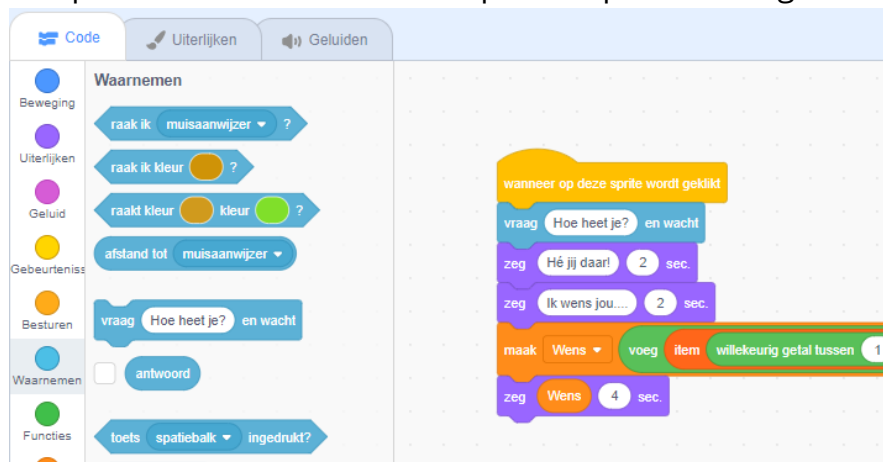 Code Uiterlijken Geluiden
Beweging
Uiterlijken
Geluid
Gebeurteniss
Besturen
Waarnemen
Functies
Waarnemen
raak ik muisaanwijzer ?
raak ik kleur ?
raakt kleur kleur ?
afstand tot muisaanwijzer
vraag Hoe heet je? en wacht
antwoord
toets spatiebalk ingedrukt?
wanneer op deze sprite wordt geklikt
vraag Hoe heet je? en wacht
zeg Hé jij daar! 2 sec.
zeg Ik wens jou.... 2 sec.
maak Wens voeg item willekeurig getal tussen 1
zeg Wens 4 sec.